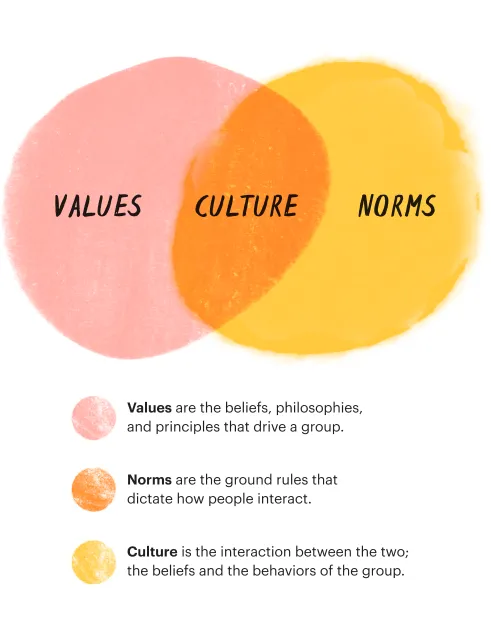 VALUES CULTURE NORMS
Values are the beliefs, philosophies,
and principles that drive a group.
Norms are the ground rules that
dictate how people interact.
Culture is the interaction between the two;
the beliefs and the behaviors of the group.